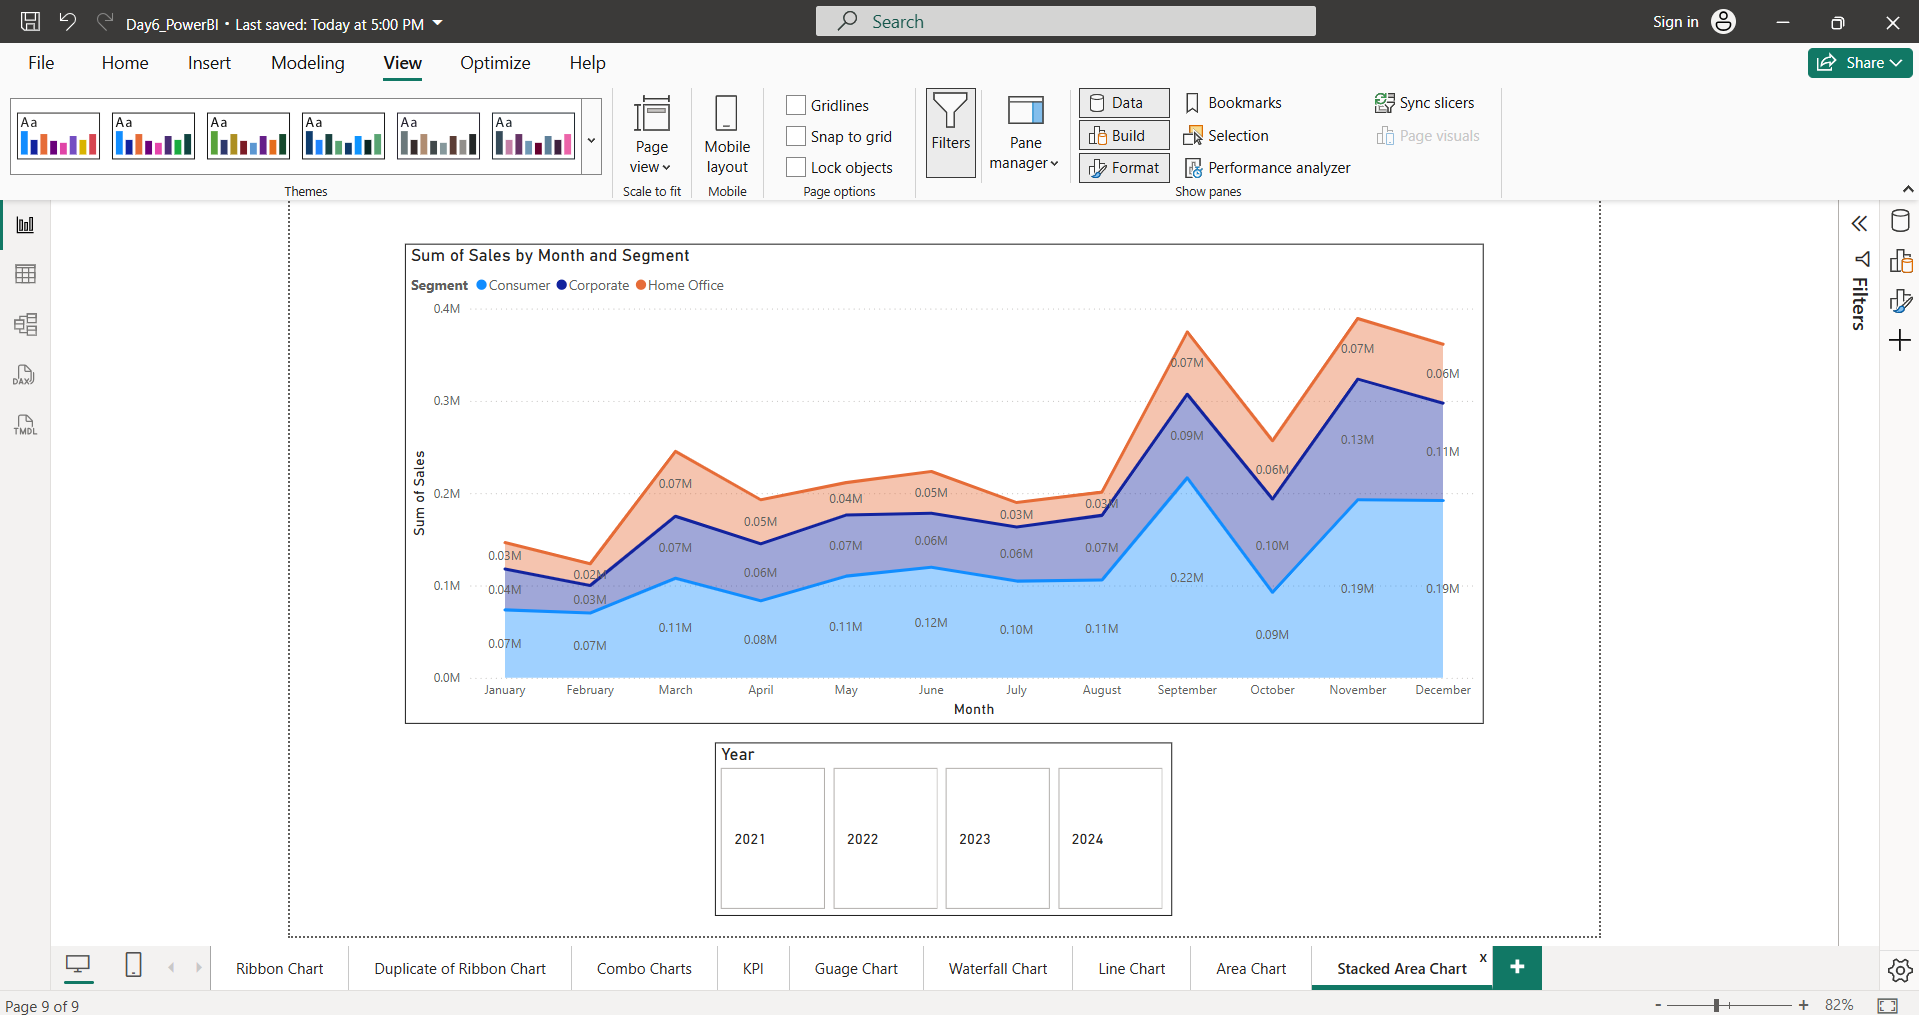 Day6_PowerBI • Last saved: Today at 5:00 PM
Search
Sign in
File Home Insert Modeling View Optimize Help
Share
Aa Aa Aa Aa Aa Aa
Themes
Page view
Scale to fit
Mobile layout
Mobile
Gridlines
Snap to grid
Lock objects
Page options
Filters
Pane manager
Data
Build
Format
Bookmarks
Selection
Performance analyzer
Sync slicers
Page visuals
Show panes
DAX
TMDL
Filters
Sum of Sales by Month and Segment
Segment Consumer Corporate Home Office
Sum of Sales
0.4M
0.3M
0.2M
0.1M
0.0M
0.03M 0.02M 0.07M 0.05M 0.04M 0.05M 0.03M 0.03M 0.07M 0.06M 0.07M 0.06M
0.04M 0.03M 0.07M 0.06M 0.07M 0.06M 0.06M 0.07M 0.09M 0.10M 0.13M 0.11M
0.07M 0.07M 0.11M 0.08M 0.11M 0.12M 0.10M 0.11M 0.22M 0.09M 0.19M 0.19M
January February March April May June July August September October November December
Month
Year
2021 2022 2023 2024
Ribbon Chart Duplicate of Ribbon Chart Combo Charts KPI Guage Chart Waterfall Chart Line Chart Area Chart Stacked Area Chart x +
Page 9 of 9
- + 82%